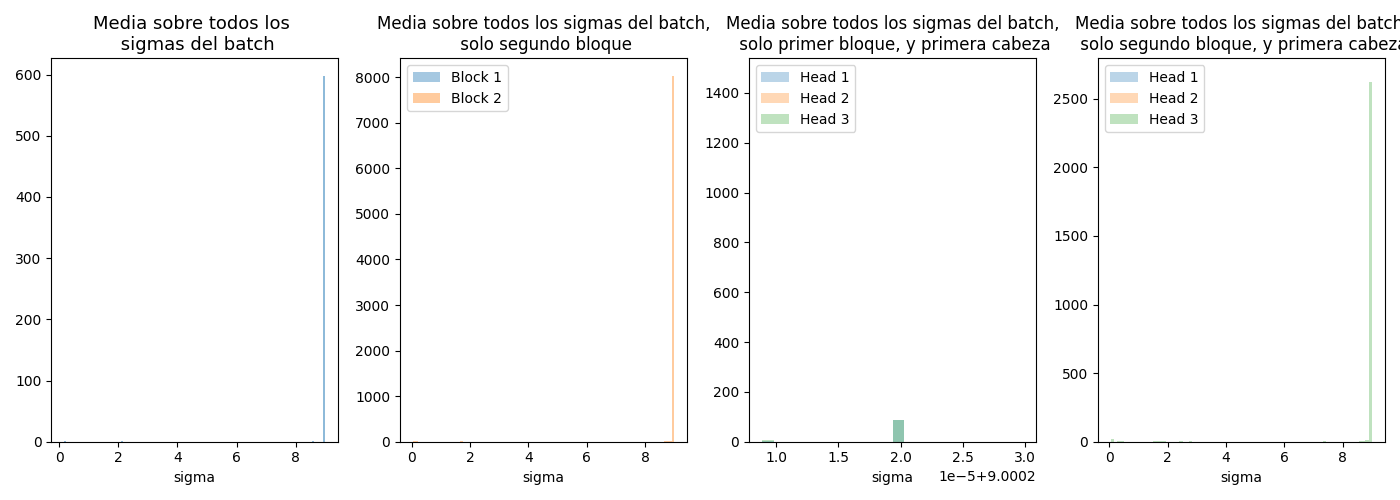 Media sobre todos los
sigmas del batch
600
500
400
300
200
100
0
0 2 4 6 8
sigma
Media sobre todos los sigmas del batch,
solo segundo bloque
Block 1
Block 2
8000
7000
6000
5000
4000
3000
2000
1000
0
0 2 4 6 8
sigma
Media sobre todos los sigmas del batch,
solo primer bloque, y primera cabeza
Head 1
Head 2
Head 3
1400
1200
1000
800
600
400
200
0
1.0 1.5 2.0 2.5 3.0
sigma 1e−5+9.0002
Media sobre todos los sigmas del batch
solo segundo bloque, y primera cabeza
Head 1
Head 2
Head 3
2500
2000
1500
1000
500
0
0 2 4 6 8
sigma